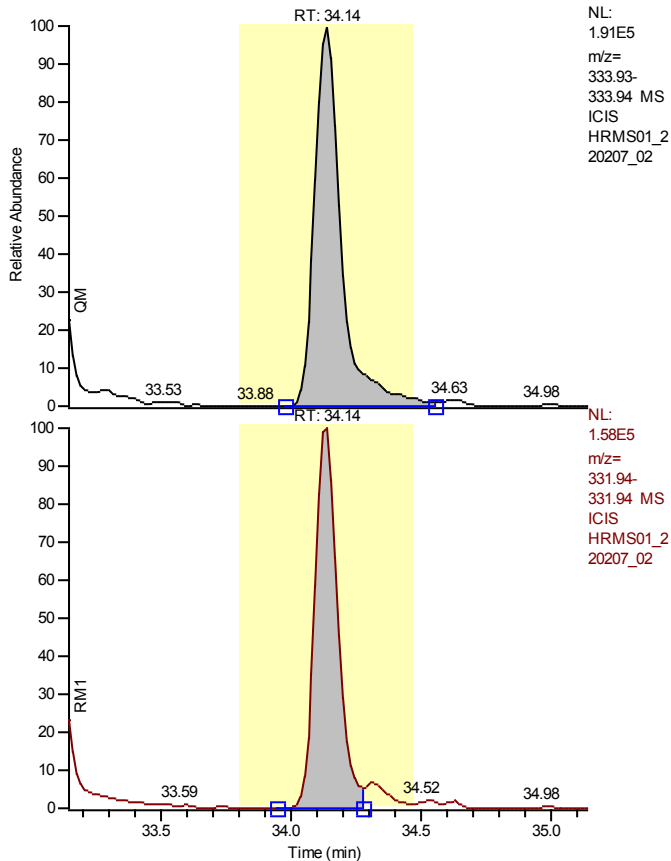 RT: 34.14
NL:
1.91E5
m/z=
333.93-
333.94 MS
ICIS
HRMS01_2
20207_02
100
90
80
70
60
50
40
30
20
10
0
Relative Abundance
QM
33.53
33.88
34.63
34.98
RT: 34.14
NL:
1.58E5
m/z=
331.94-
331.94 MS
ICIS
HRMS01_2
20207_02
100
90
80
70
60
50
40
30
20
10
0
RM1
33.59
34.52
34.98
33.5
34.0
34.5
35.0
Time (min)